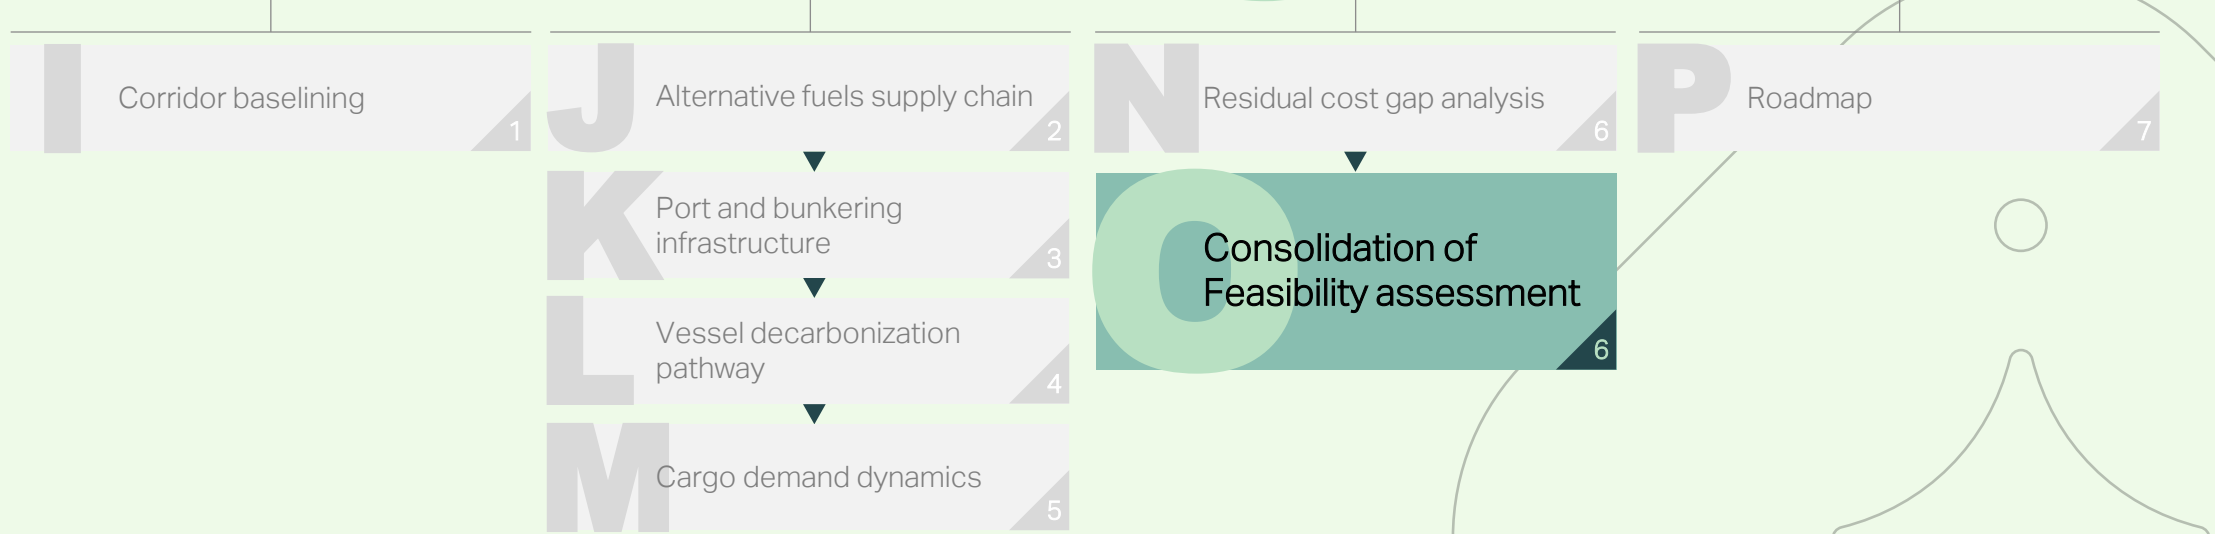 I
Corridor baselining
1
J
Alternative fuels supply chain
2
K
Port and bunkering
infrastructure
3
L
Vessel decarbonization
pathway
4
M
Cargo demand dynamics
5
N
Residual cost gap analysis
6
O
Consolidation of
Feasibility assessment
6
P
Roadmap
7